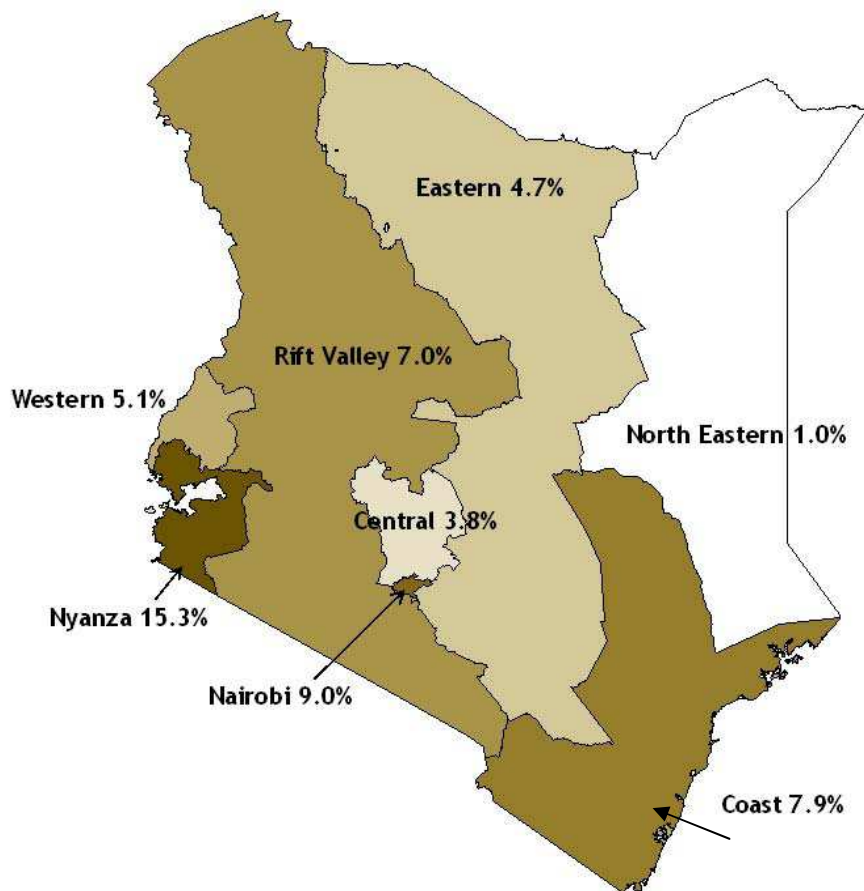 Eastern 4.7%
Rift Valley 7.0%
Western 5.1%
North Eastern 1.0%
Central 3.8%
Nyanza 15.3%
Nairobi 9.0%
Coast 7.9%